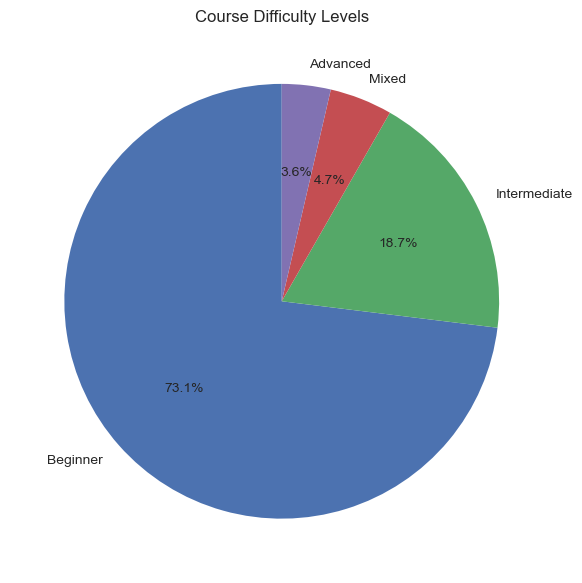 Course Difficulty Levels
Advanced
Mixed
3.6%
4.7%
Intermediate
18.7%
73.1%
Beginner